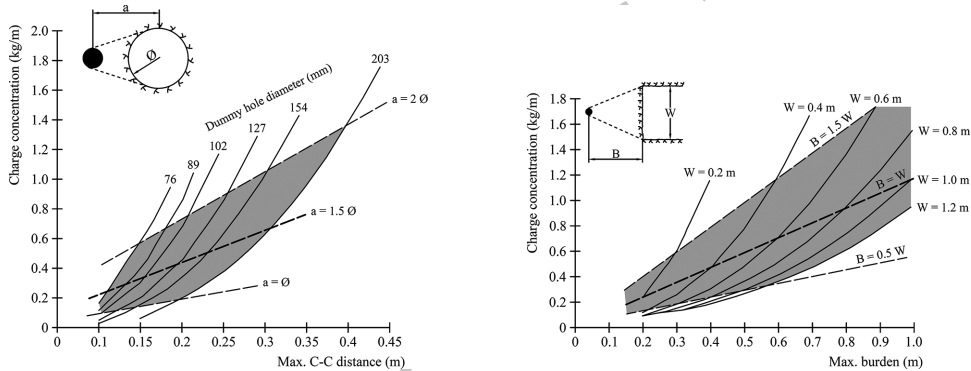 a
Ø
Charge concentration (kg/m)
2.0
1.8
1.6
1.4
1.2
1.0
0.8
0.6
0.4
0.2
0
0 0.1 0.15 0.2 0.25 0.3 0.35 0.4 0.45
Max. C-C distance (m)
Dummy hole diameter (mm)
76
89
102
127
154
203
a = 2 Ø
a = 1.5 Ø
a = Ø
W
B
Charge concentration (kg/m)
1.8
1.6
1.4
1.2
1.0
0.8
0.6
0.4
0.2
0
0 0.1 0.2 0.3 0.4 0.5 0.6 0.7 0.8 0.9 1.0
Max. burden (m)
W = 0.2 m
W = 0.4 m
W = 0.6 m
W = 0.8 m
W = 1.0 m
W = 1.2 m
B = 1.5 W
B = W
B = 0.5 W